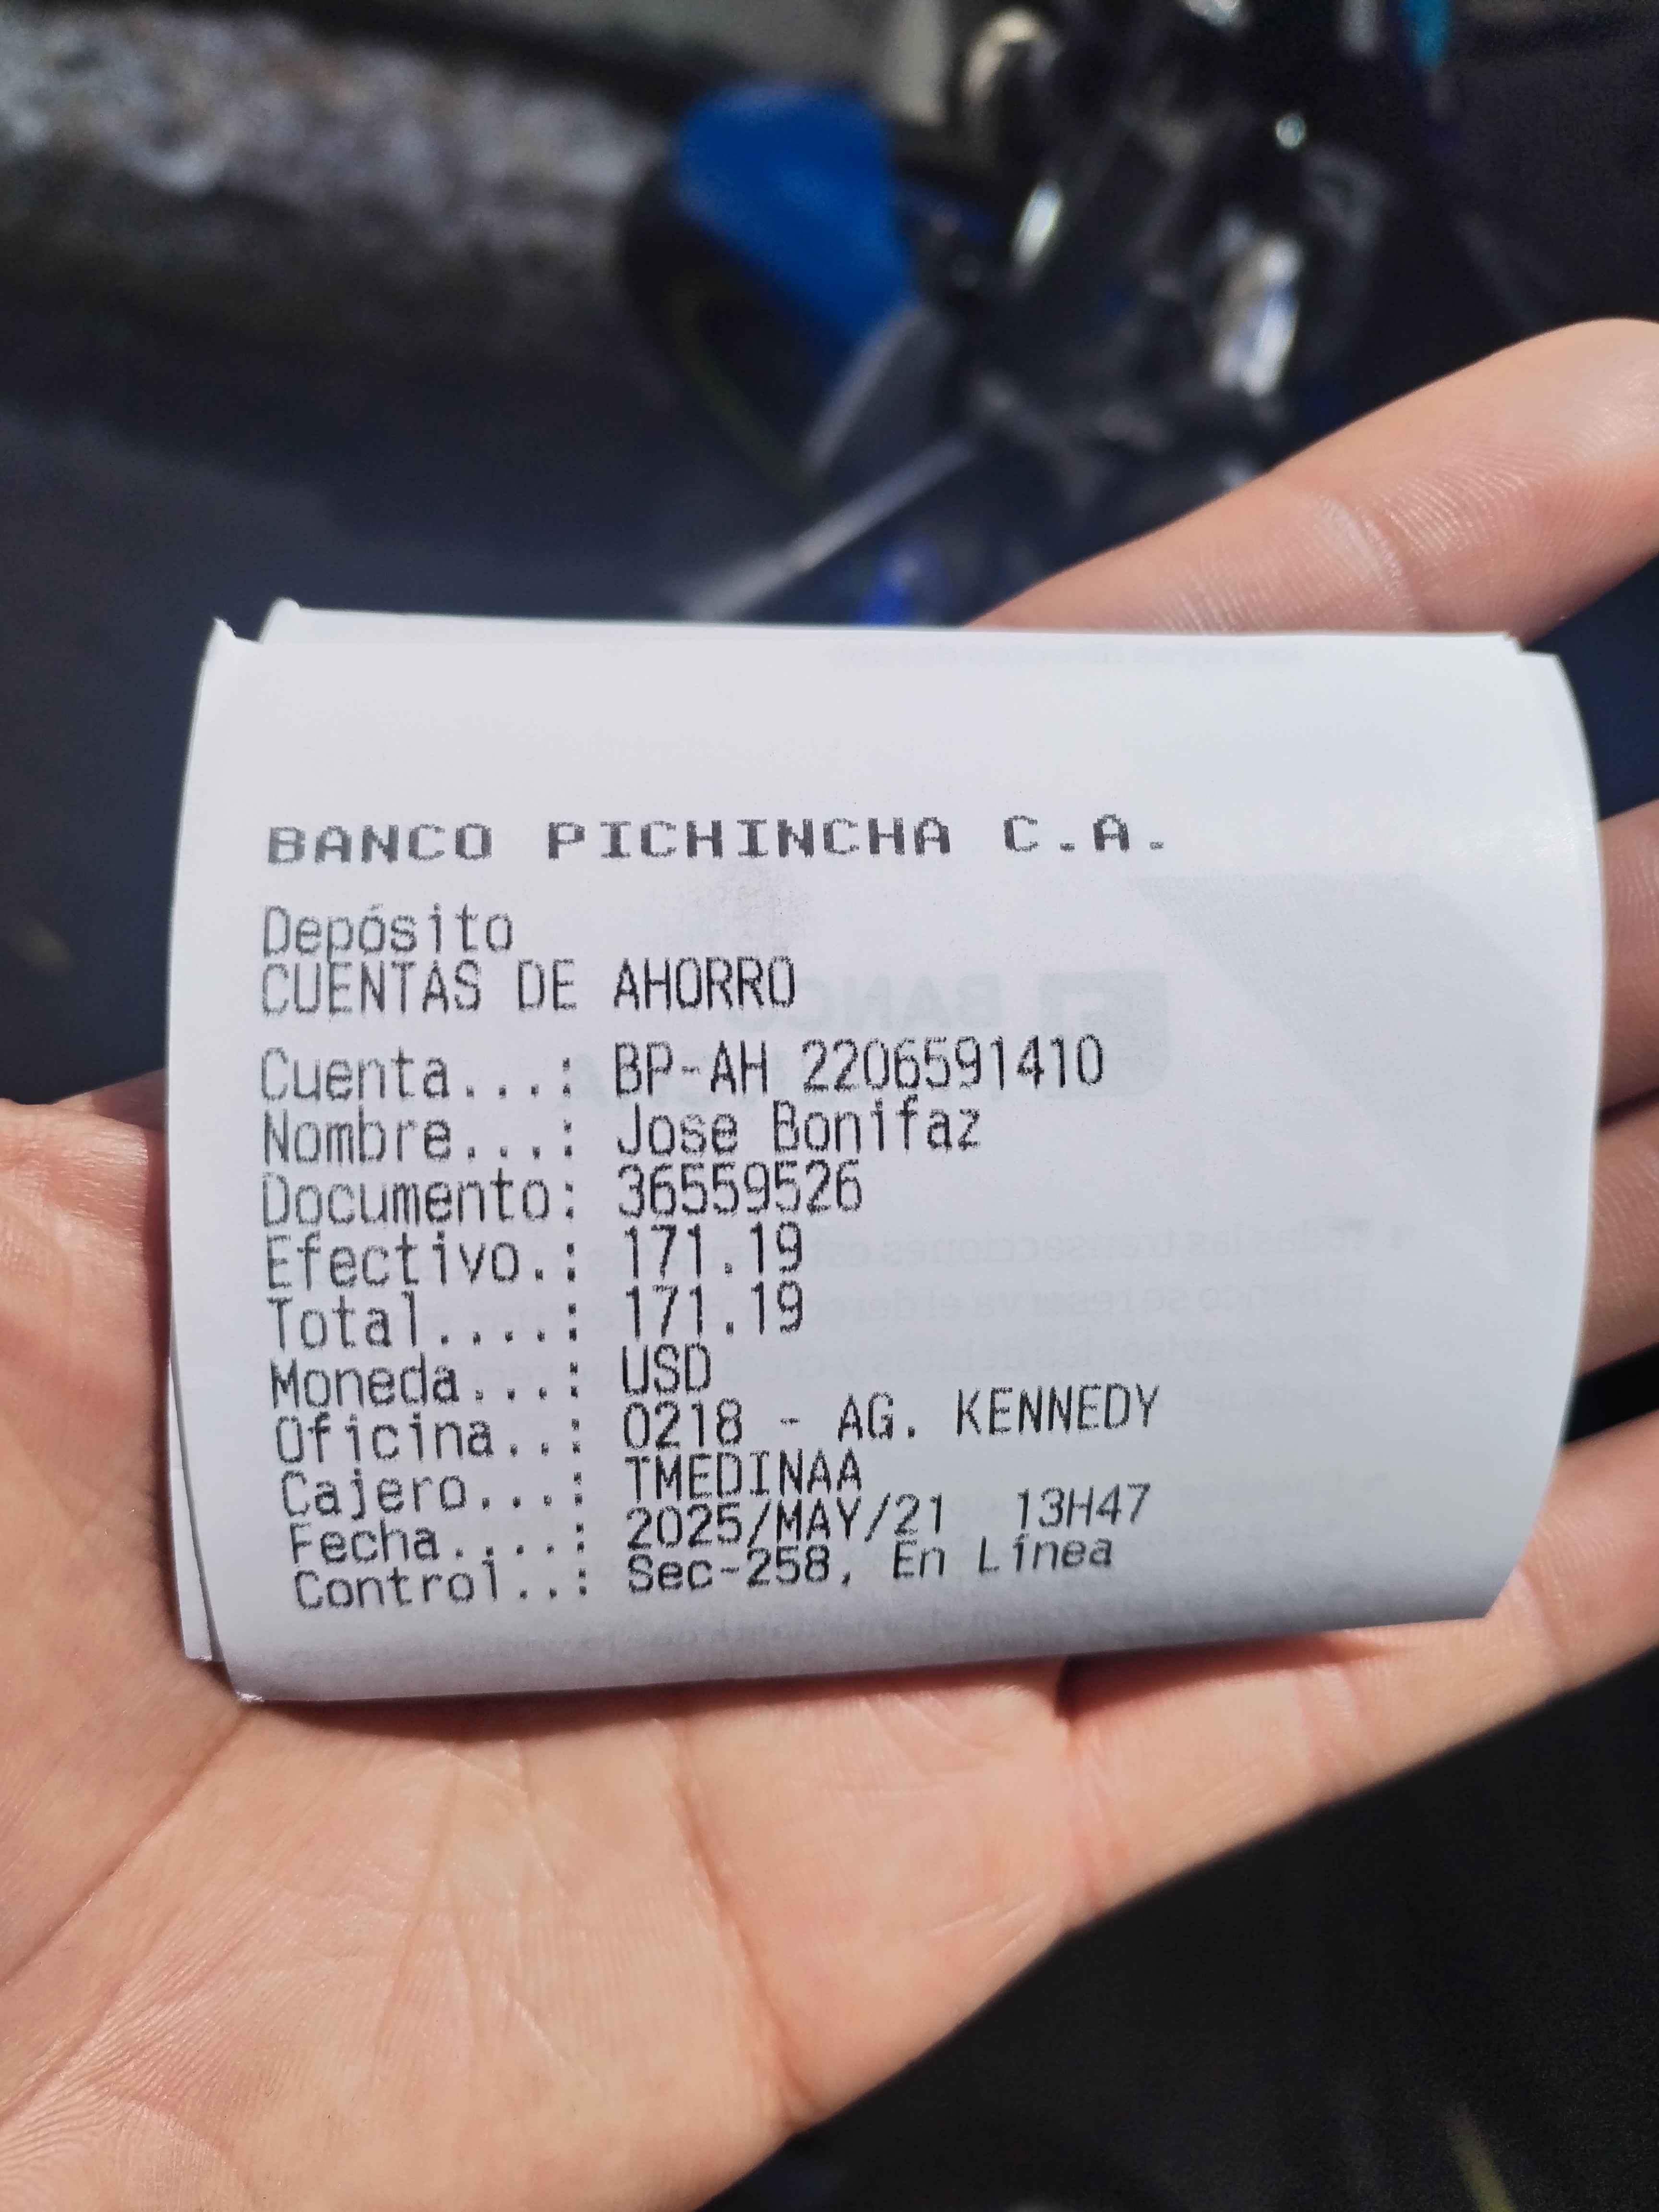 BANCO PICHINCHA C.A.
Depósito
CUENTAS DE AHORRO
Cuenta...: BP-AH 2206591410
Nombre...: Jose Bonifaz
Documento: 36559526
Efectivo.: 171.19
Total....: 171.19
Moneda...: USD
Oficina..: 0218 - AG. KENNEDY
Cajero...: TMEDINAA
Fecha....: 2025/MAY/21 13H47
Control..: Sec-258, En Línea